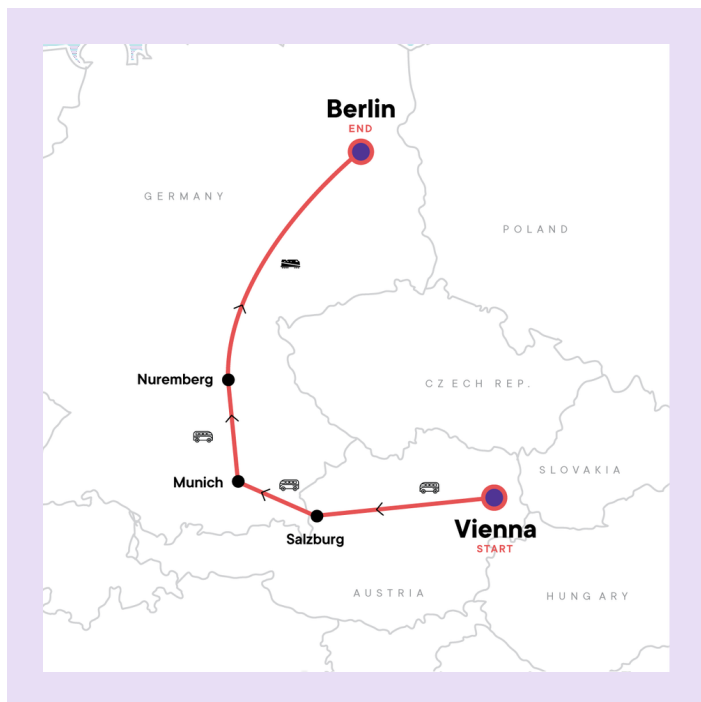 Berlin
END
GERMANY
POLAND
Nuremberg
CZECH REP.
SLOVAKIA
Munich
Vienna
START
Salzburg
AUSTRIA
HUNGARY